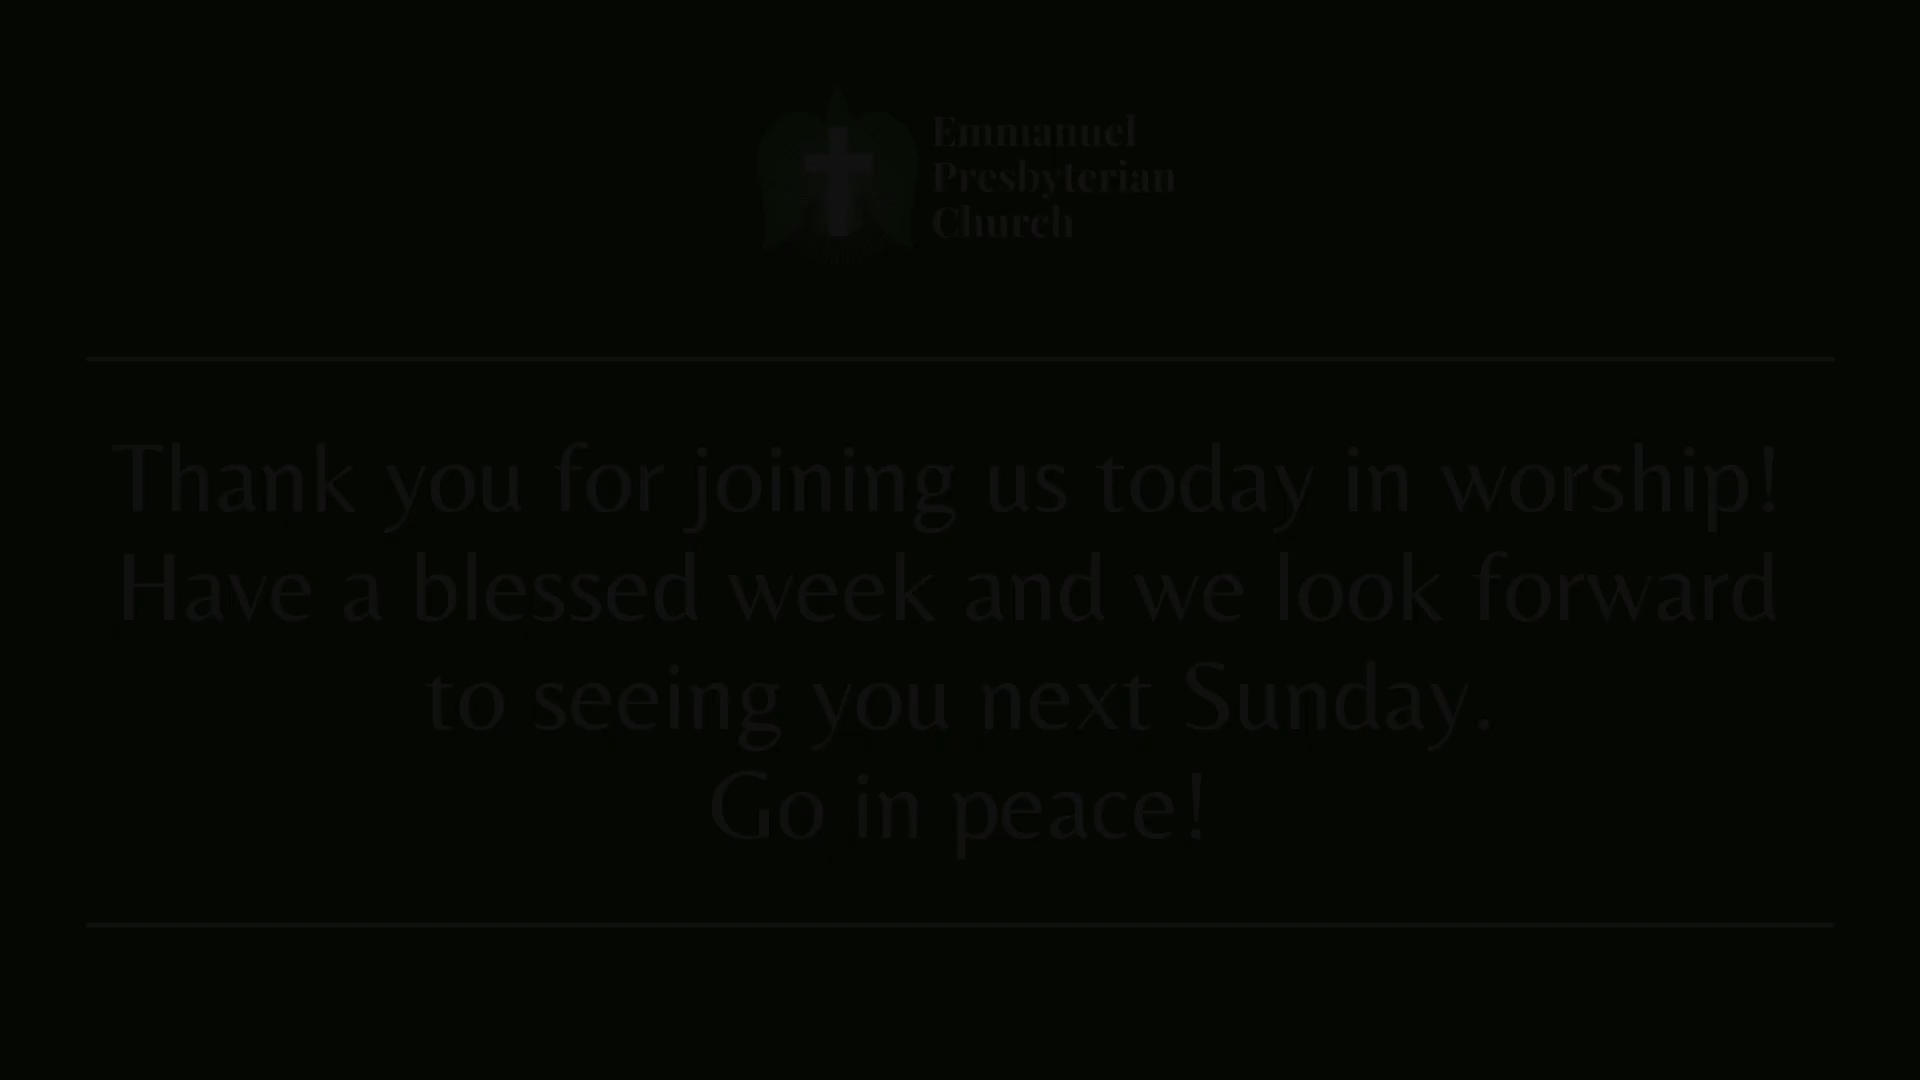 Emmanuel
Presbyterian
Church
Thank you for joining us today in worship!
Have a blessed week and we look forward
to seeing you next Sunday.
Go in peace!